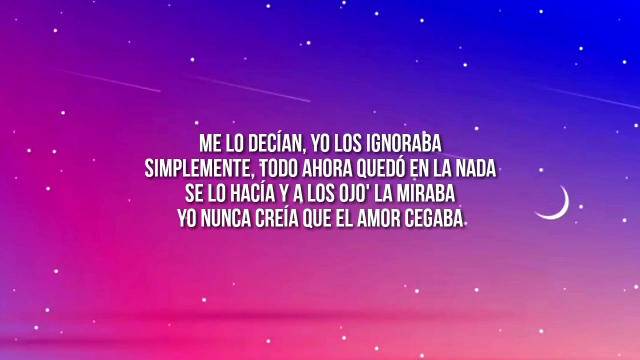 ME LO DECÍAN, YO LOS IGNORABA
SIMPLEMENTE, TODO AHORA QUEDÓ EN LA NADA
SE LO HACÍA Y A LOS OJO' LA MIRABA
YO NUNCA CREÍA QUE EL AMOR CEGABA